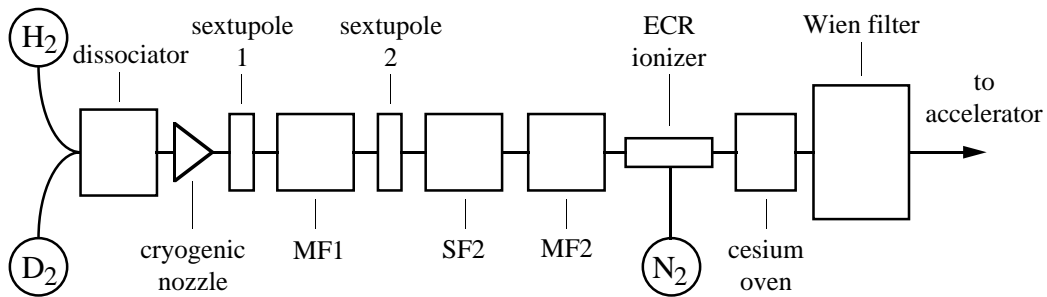 H2
dissociator
sextupole
1
sextupole
2
ECR
ionizer
Wien filter
to
accelerator
D2
cryogenic
nozzle
MF1
SF2
MF2
N2
cesium
oven